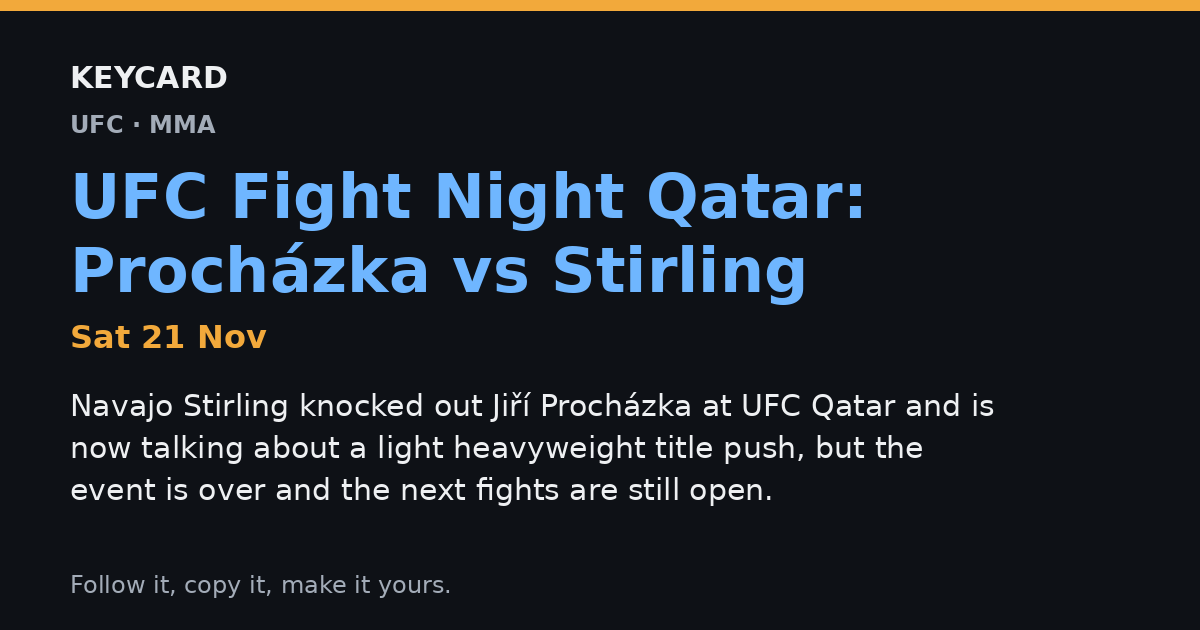 KEYCARD
UFC · MMA
UFC Fight Night Qatar:
Procházka vs Stirling
Sat 21 Nov
Navajo Stirling knocked out Jiří Procházka at UFC Qatar and is
now talking about a light heavyweight title push, but the
event is over and the next fights are still open.
Follow it, copy it, make it yours.